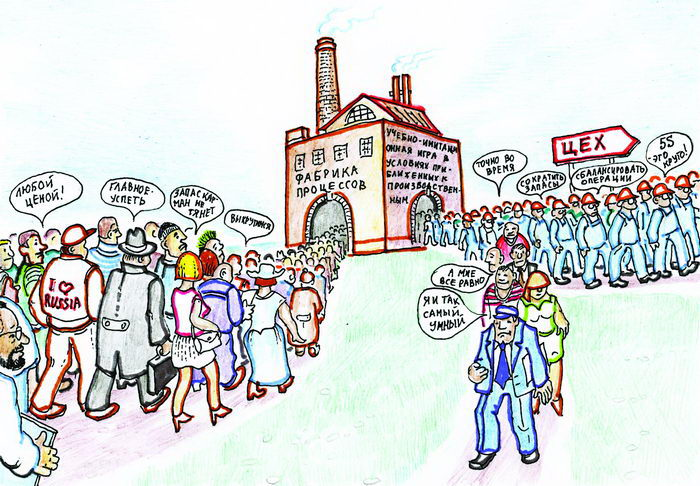 ФАБРИКА
ПРОЦЕССОВ
УЧЕБНО-ИМИТАЦИ
ОННАЯ ИГРА В
УСЛОВИЯХ ПРИ-
БЛИЖЕННЫХ К
ПРОИЗВОДСТВЕН-
НЫМ
ЛЮБОЙ
ЦЕНОЙ!
ГЛАВНОЕ-
УСПЕТЬ
ЗАПАС КАР
МАН НЕ
ТЯНЕТ
ВЫКРУТИМСЯ
I ❤
RUSSIA
ТОЧНО ВО
ВРЕМЯ
СОКРАТИТЬ
ЗАПАСЫ
ЦЕХ
СБАЛАНСИРОВАТЬ
ОПЕРАЦИИ
5S
-ЭТО
КРУТО!
А МНЕ
ВСЕ РАВНО
Я И ТАК
САМЫЙ
УМНЫЙ